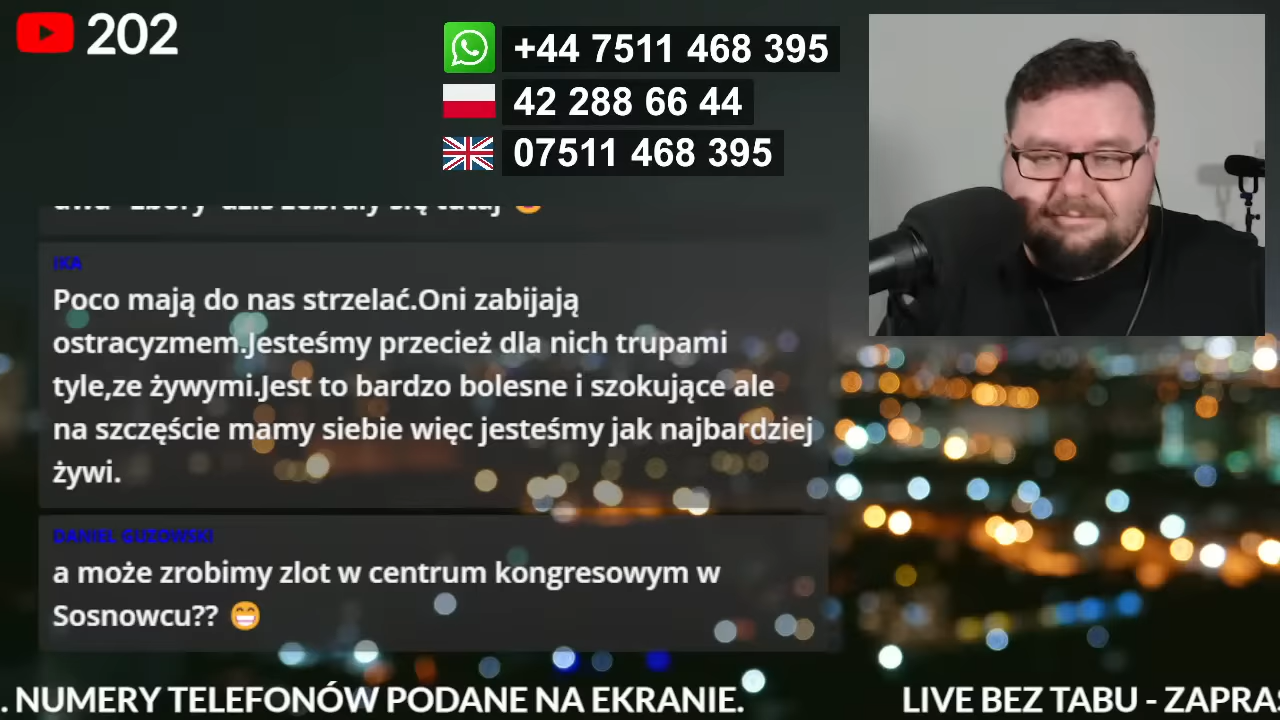 202
+44 7511 468 395
42 288 66 44
07511 468 395
IKA
Poco mają do nas strzelać.Oni zabijają
ostracyzmem.Jesteśmy przecież dla nich trupami
tyle,ze żywymi.Jest to bardzo bolesne i szokujące ale
na szczęście mamy siebie więc jesteśmy jak najbardziej
żywi.
DANIEL GUZOWSKI
a może zrobimy zlot w centrum kongresowym w
Sosnowcu?? 😁
. NUMERY TELEFONÓW PODANE NA EKRANIE.
LIVE BEZ TABU - ZAPRAS